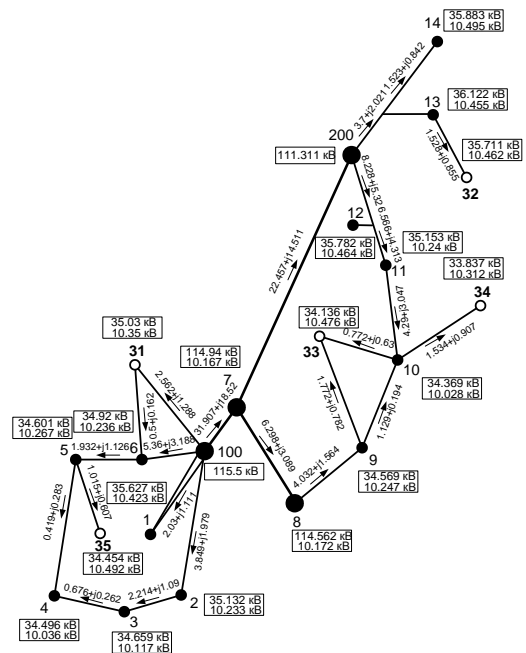 14
35.883 кВ
10.495 кВ
3.7+j2.021
1.523+j0.842
13
36.122 кВ
10.455 кВ
200
111.311 кВ
1.528+j0.855
35.711 кВ
10.462 кВ
32
8.228+j5.32
6.566+j4.313
12
35.782 кВ
10.464 кВ
35.153 кВ
10.24 кВ
11
33.837 кВ
10.312 кВ
34
22.457+j14.511
4.29+j3.047
34.136 кВ
10.476 кВ
33
0.772+j0.63
1.534+j0.907
10
34.369 кВ
10.028 кВ
35.03 кВ
10.35 кВ
31
114.94 кВ
10.167 кВ
7
2.562+j1.288
31.907+j18.52
0.5+j0.162
1.772+j0.782
1.129+j0.194
34.601 кВ
10.267 кВ
34.92 кВ
10.236 кВ
5
1.932+j1.126
6
5.36+j3.188
100
115.5 кВ
6.298+j3.089
4.032+j1.564
9
34.569 кВ
10.247 кВ
35.627 кВ
10.423 кВ
1
2.03+j1.111
0.419+j0.283
1.015+j0.607
35
34.454 кВ
10.492 кВ
3.849+j1.979
8
114.562 кВ
10.172 кВ
4
0.676+j0.262
2.214+j1.09
3
2
35.132 кВ
10.233 кВ
34.496 кВ
10.036 кВ
34.659 кВ
10.117 кВ